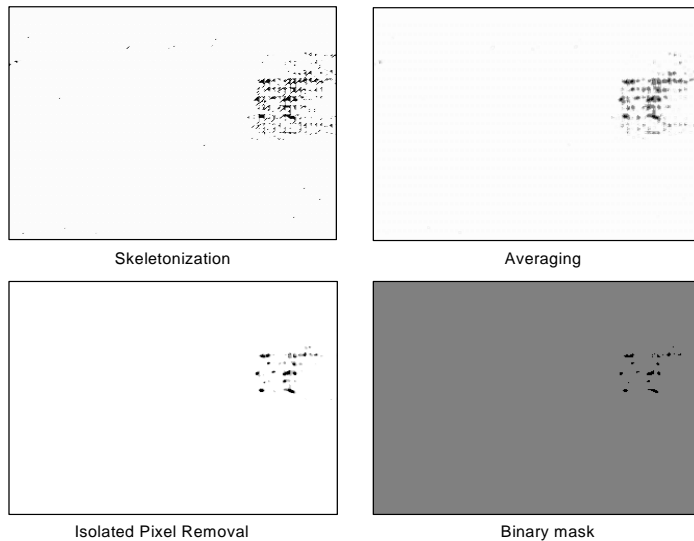 Skeletonization
Averaging
Isolated Pixel Removal
Binary mask